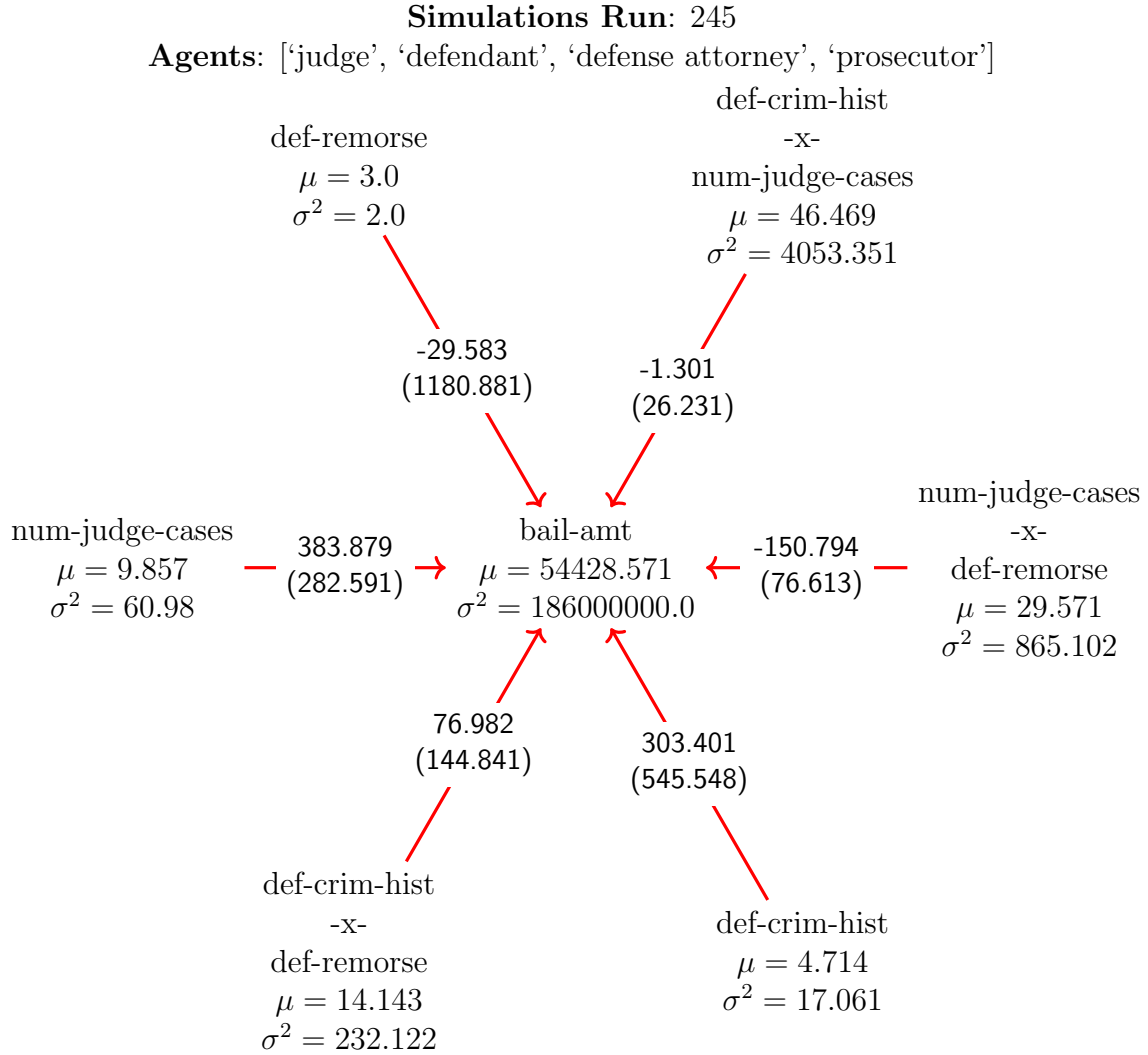 Simulations Run: 245
Agents: [‘judge’, ‘defendant’, ‘defense attorney’, ‘prosecutor’]
def-remorse
μ = 3.0
σ² = 2.0
def-crim-hist
-x-
num-judge-cases
μ = 46.469
σ² = 4053.351
-29.583
(1180.881)
-1.301
(26.231)
num-judge-cases
μ = 9.857
σ² = 60.98
383.879
(282.591)
bail-amt
μ = 54428.571
σ² = 186000000.0
-150.794
(76.613)
num-judge-cases
-x-
def-remorse
μ = 29.571
σ² = 865.102
76.982
(144.841)
303.401
(545.548)
def-crim-hist
-x-
def-remorse
μ = 14.143
σ² = 232.122
def-crim-hist
μ = 4.714
σ² = 17.061